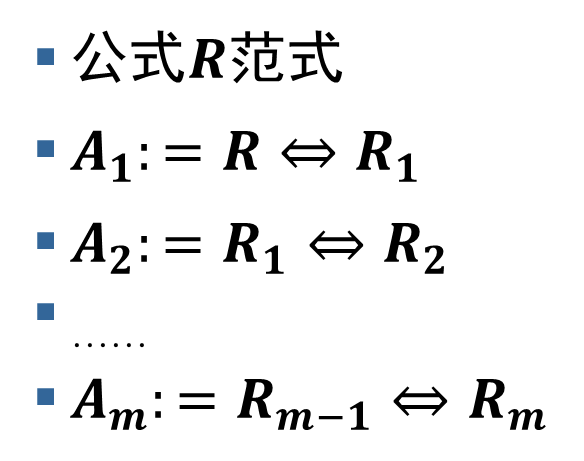 ▪ 公式R范式
▪ A₁:= R ⇔ R₁
▪ A₂:= R₁ ⇔ R₂
▪ ......
▪ Aₘ:= Rₘ₋₁ ⇔ Rₘ